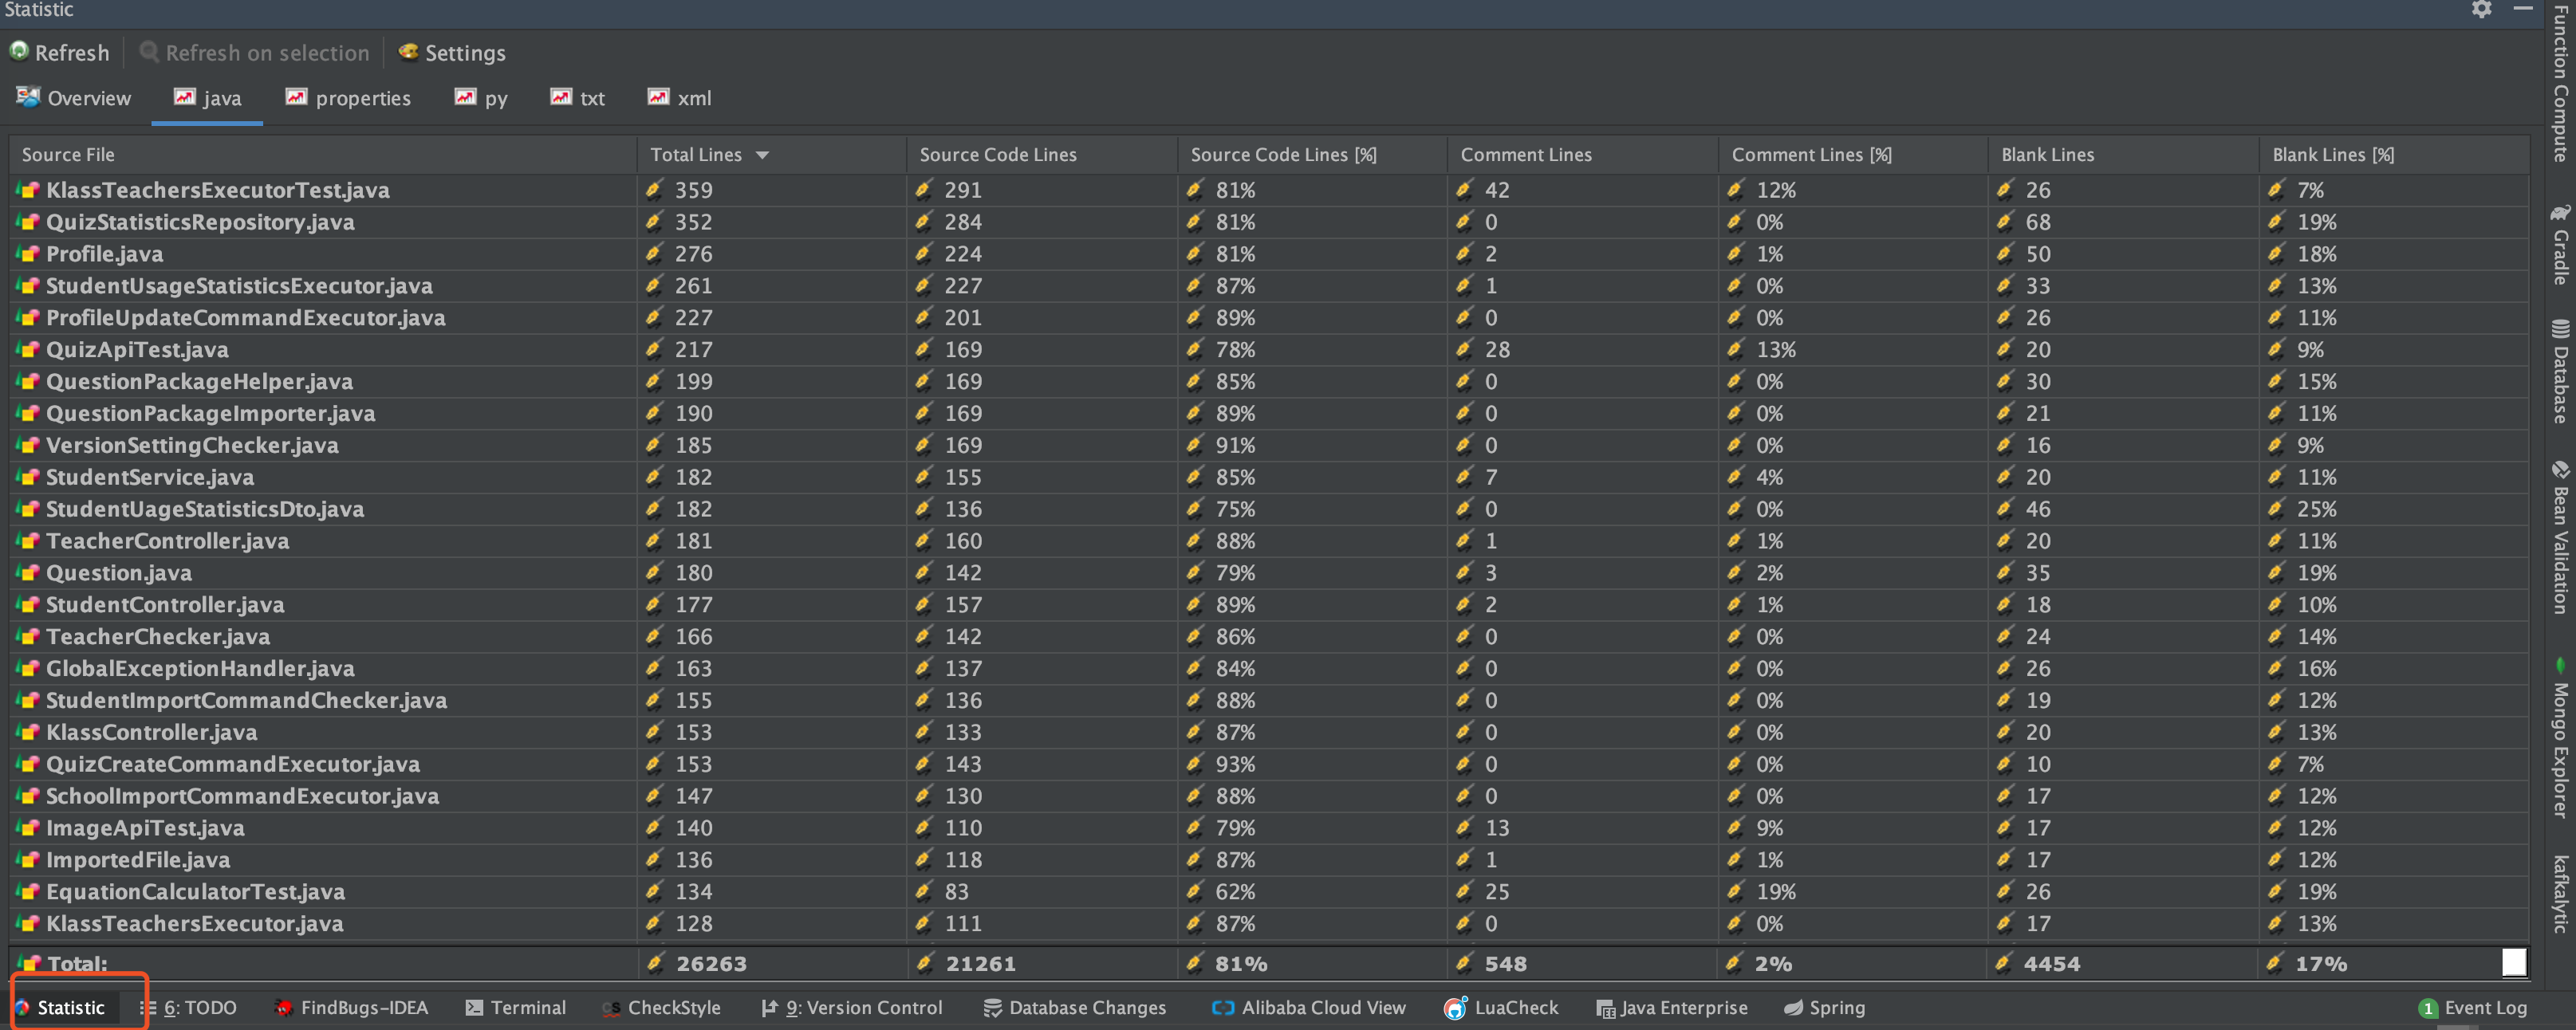 Statistic
Refresh Refresh on selection Settings
Overview java properties py txt xml
Source File Total Lines Source Code Lines Source Code Lines [%] Comment Lines Comment Lines [%] Blank Lines Blank Lines [%]
KlassTeachersExecutorTest.java 359 291 81% 42 12% 26 7%
QuizStatisticsRepository.java 352 284 81% 0 0% 68 19%
Profile.java 276 224 81% 2 1% 50 18%
StudentUsageStatisticsExecutor.java 261 227 87% 1 0% 33 13%
ProfileUpdateCommandExecutor.java 227 201 89% 0 0% 26 11%
QuizApiTest.java 217 169 78% 28 13% 20 9%
QuestionPackageHelper.java 199 169 85% 0 0% 30 15%
QuestionPackageImporter.java 190 169 89% 0 0% 21 11%
VersionSettingChecker.java 185 169 91% 0 0% 16 9%
StudentService.java 182 155 85% 7 4% 20 11%
StudentUageStatisticsDto.java 182 136 75% 0 0% 46 25%
TeacherController.java 181 160 88% 1 1% 20 11%
Question.java 180 142 79% 3 2% 35 19%
StudentController.java 177 157 89% 2 1% 18 10%
TeacherChecker.java 166 142 86% 0 0% 24 14%
GlobalExceptionHandler.java 163 137 84% 0 0% 26 16%
StudentImportCommandChecker.java 155 136 88% 0 0% 19 12%
KlassController.java 153 133 87% 0 0% 20 13%
QuizCreateCommandExecutor.java 153 143 93% 0 0% 10 7%
SchoolImportCommandExecutor.java 147 130 88% 0 0% 17 12%
ImageApiTest.java 140 110 79% 13 9% 17 12%
ImportedFile.java 136 118 87% 1 1% 17 12%
EquationCalculatorTest.java 134 83 62% 25 19% 26 19%
KlassTeachersExecutor.java 128 111 87% 0 0% 17 13%
Total: 26263 21261 81% 548 2% 4454 17%
Statistic 6: TODO FindBugs-IDEA Terminal CS CheckStyle 9: Version Control Database Changes Alibaba Cloud View LuaCheck Java Enterprise Spring 1 Event Log
Function Compute
Gradle
Database
Bean Validation
Mongo Explorer
kafkalytic